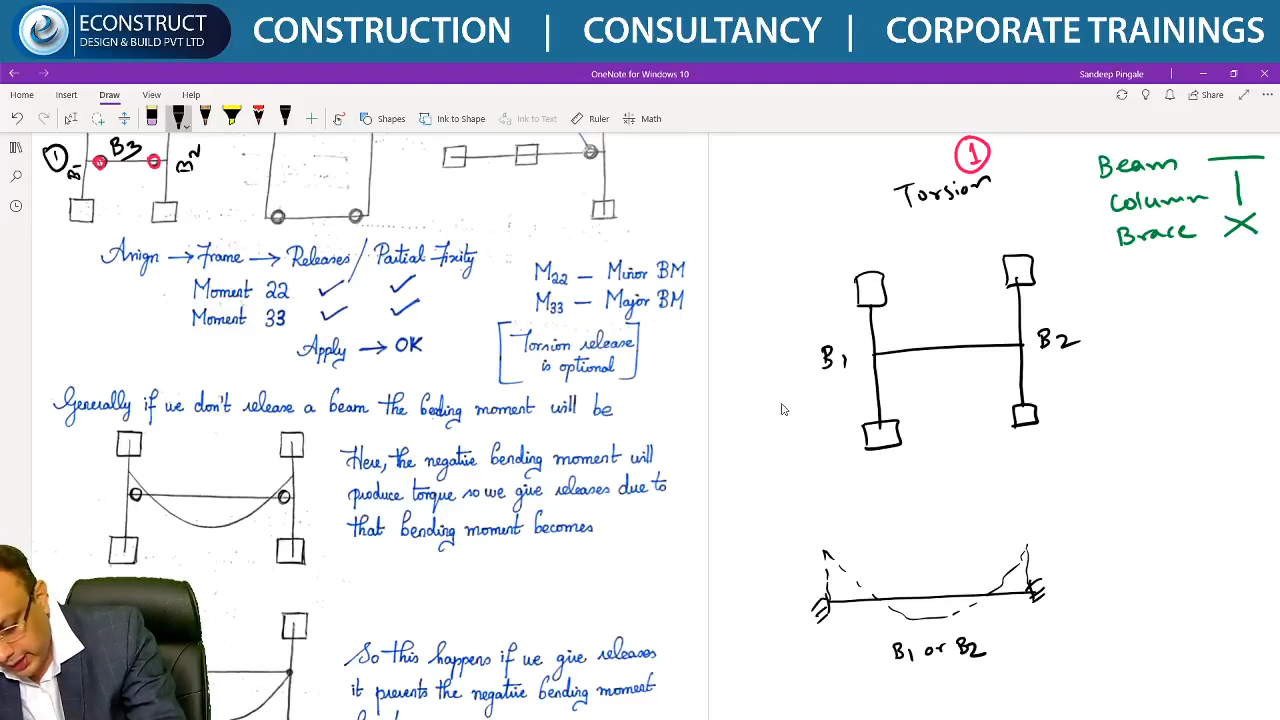 ECONSTRUCT
DESIGN & BUILD PVT LTD
CONSTRUCTION | CONSULTANCY | CORPORATE TRAININGS
OneNote for Windows 10
Sandeep Pingale
Home Insert Draw View Help
Share
Shapes Ink to Shape Ink to Text Ruler Math
1 B1 B3 B2
Assign → Frame → Releases / Partial Fixity
Moment 22 ✓ ✓
Moment 33 ✓ ✓
Apply → OK
M22 — Minor BM
M33 — Major BM
[Torsion release
is optional]
Generally if we don't release a beam the bending moment will be
Here, the negative bending moment will
produce torque so we give releases due to
that bending moment becomes
So this happens if we give releases
it prevents the negative bending moment
1
Torsion
Beam
Column
Brace
B1 B2
B1 or B2